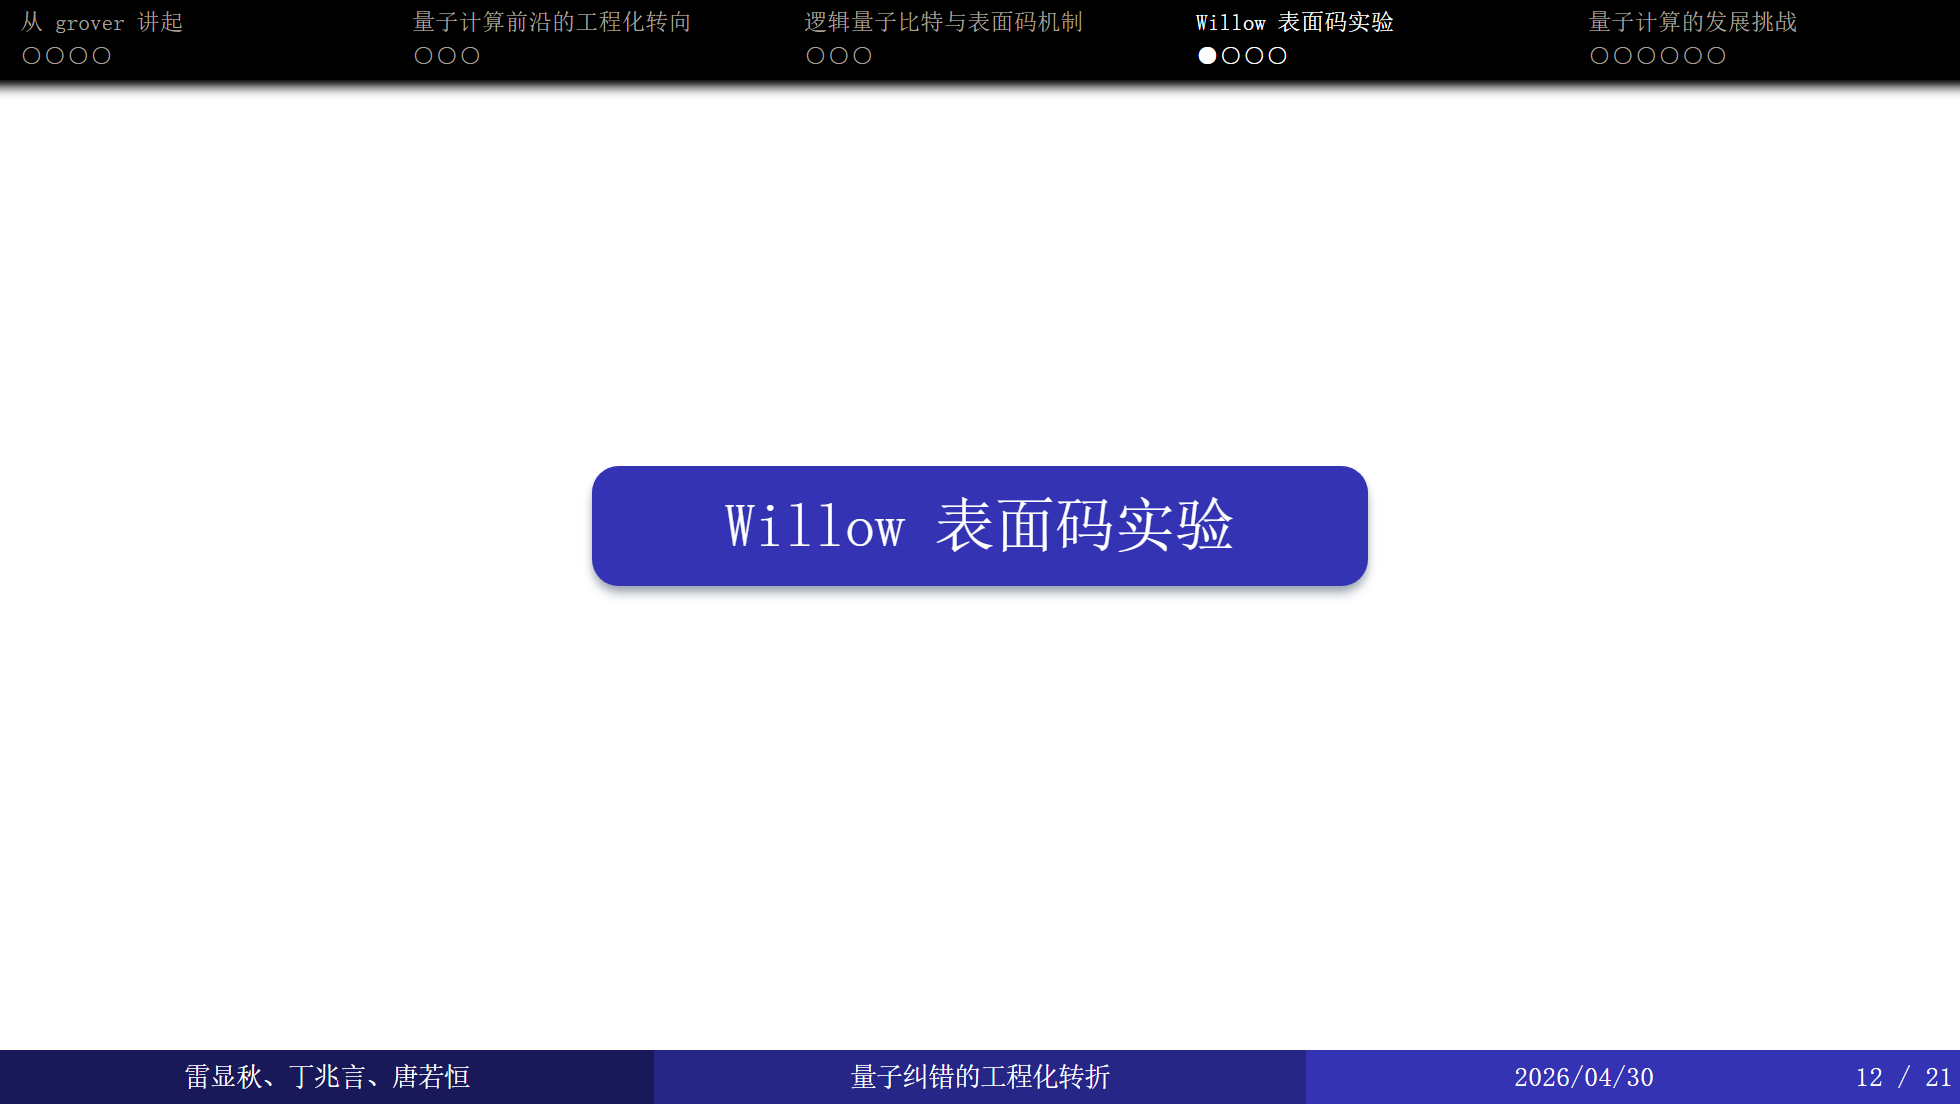 从 grover 讲起
量子计算前沿的工程化转向
逻辑量子比特与表面码机制
Willow 表面码实验
量子计算的发展挑战
Willow 表面码实验
雷显秋、丁兆言、唐若恒
量子纠错的工程化转折
2026/04/30
12 / 21